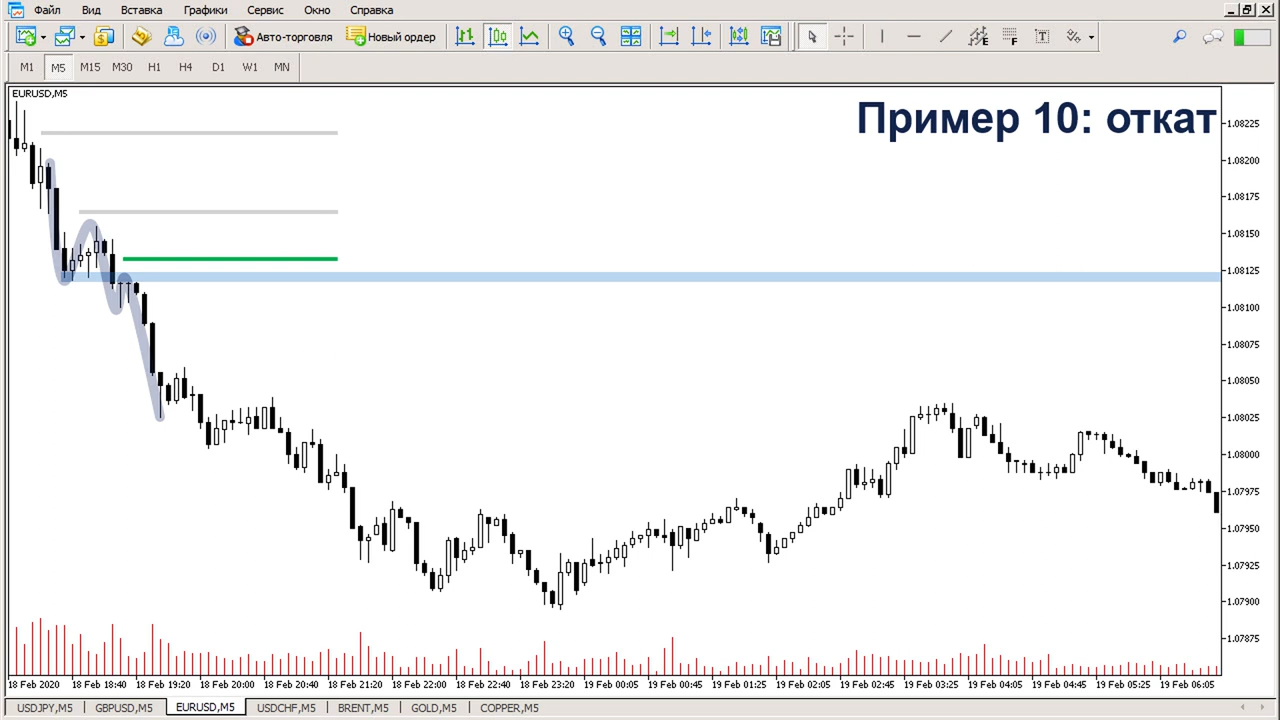 Файл Вид Вставка Графики Сервис Окно Справка
Авто-торговля Новый ордер
M1 M5 M15 M30 H1 H4 D1 W1 MN
EURUSD,M5
Пример 10: откат
1.08225
1.08200
1.08175
1.08150
1.08125
1.08100
1.08075
1.08050
1.08025
1.08000
1.07975
1.07950
1.07925
1.07900
1.07875
18 Feb 2020 18 Feb 18:40 18 Feb 19:20 18 Feb 20:00 18 Feb 20:40 18 Feb 21:20 18 Feb 22:00 18 Feb 22:40 18 Feb 23:20 19 Feb 00:05 19 Feb 00:45 19 Feb 01:25 19 Feb 02:05 19 Feb 02:45 19 Feb 03:25 19 Feb 04:05 19 Feb 04:45 19 Feb 05:25 19 Feb 06:05
USDJPY,M5 GBPUSD,M5 EURUSD,M5 USDCHF,M5 BRENT,M5 GOLD,M5 COPPER,M5